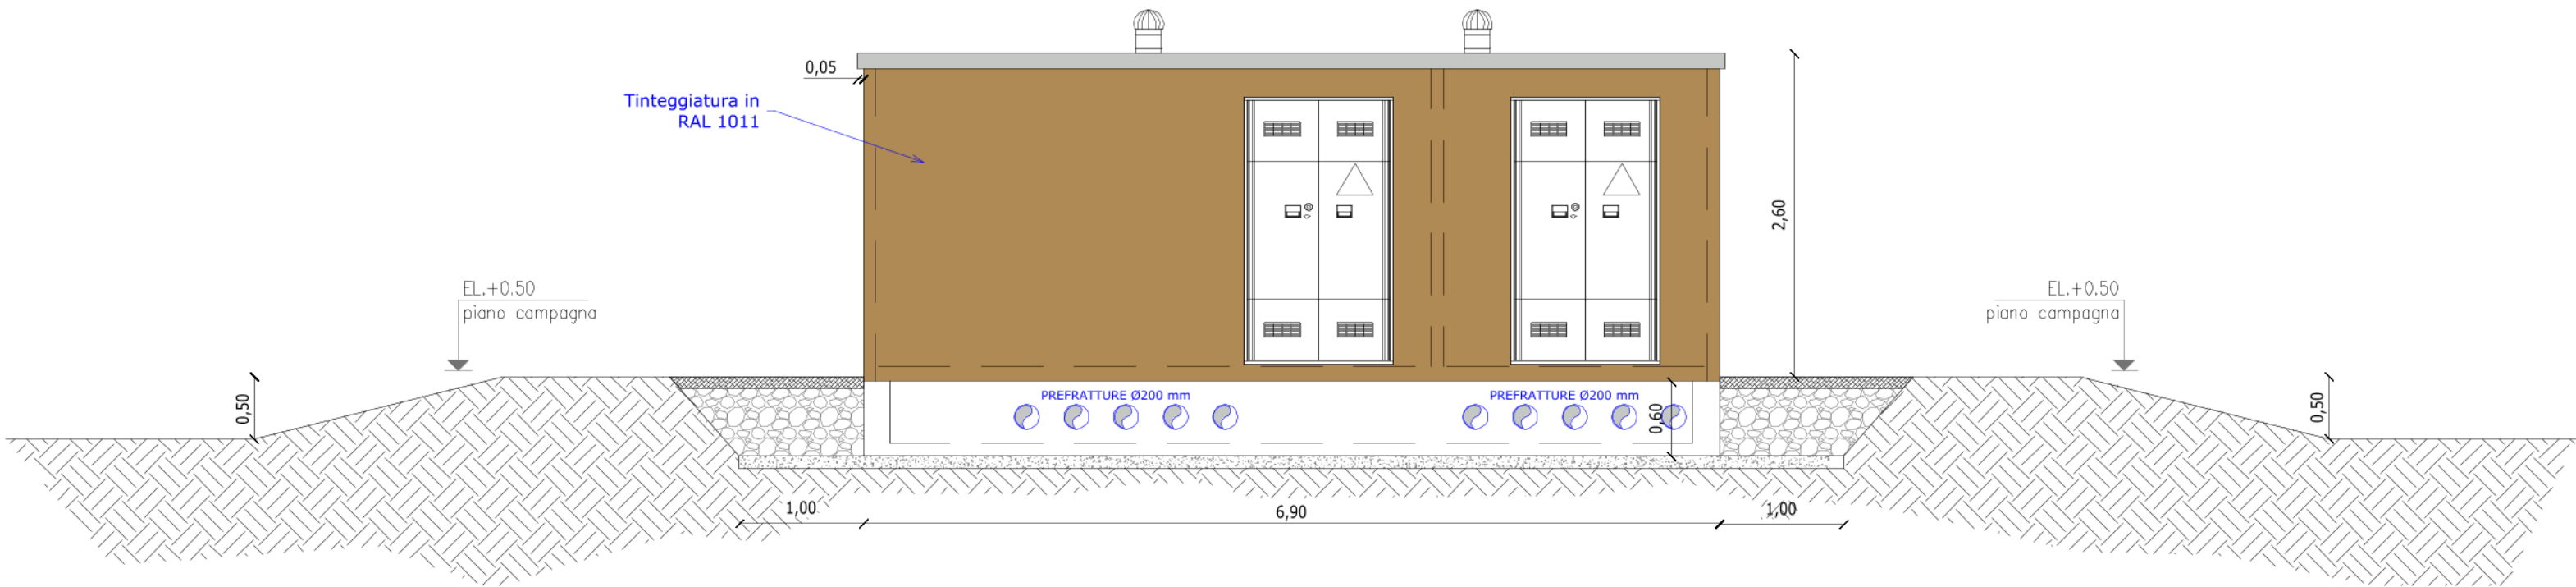 0,05
Tinteggiatura in
RAL 1011
2,60
EL.+0.50
piano campagna
EL.+0.50
piano campagna
0,50
PREFRATTURE Ø200 mm
PREFRATTURE Ø200 mm
0,60
0,50
1,00
6,90
1,00